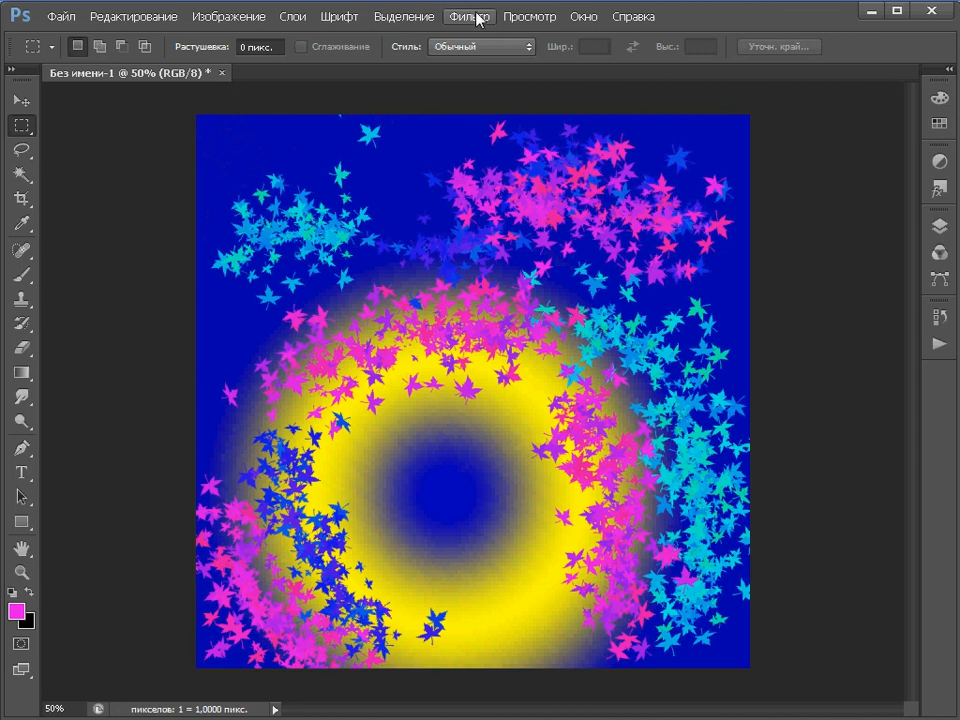 Ps Файл Редактирование Изображение Слои Шрифт Выделение Фильтр Просмотр Окно Справка
Растушевка: 0 пикс. Сглаживание Стиль: Обычный Шир.: Выс.: Уточн. край...
Без имени-1 @ 50% (RGB/8) * ×
50% пикселов: 1 = 1,0000 пикс.